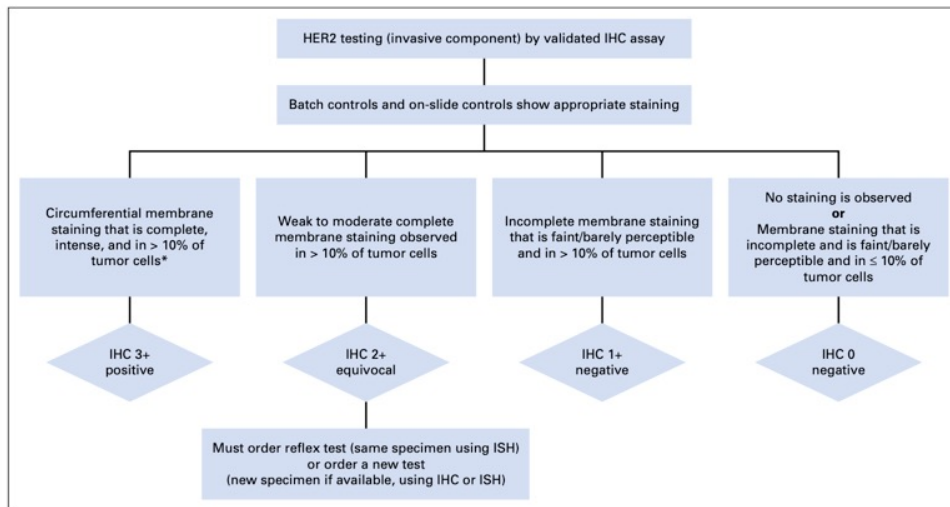 HER2 testing (invasive component) by validated IHC assay
Batch controls and on-slide controls show appropriate staining
Circumferential membrane
staining that is complete,
intense, and in > 10% of
tumor cells*
Weak to moderate complete
membrane staining observed
in > 10% of tumor cells
Incomplete membrane staining
that is faint/barely perceptible
and in > 10% of tumor cells
No staining is observed
or
Membrane staining that is
incomplete and is faint/barely
perceptible and in ≤ 10% of
tumor cells
IHC 3+
positive
IHC 2+
equivocal
IHC 1+
negative
IHC 0
negative
Must order reflex test (same specimen using ISH)
or order a new test
(new specimen if available, using IHC or ISH)